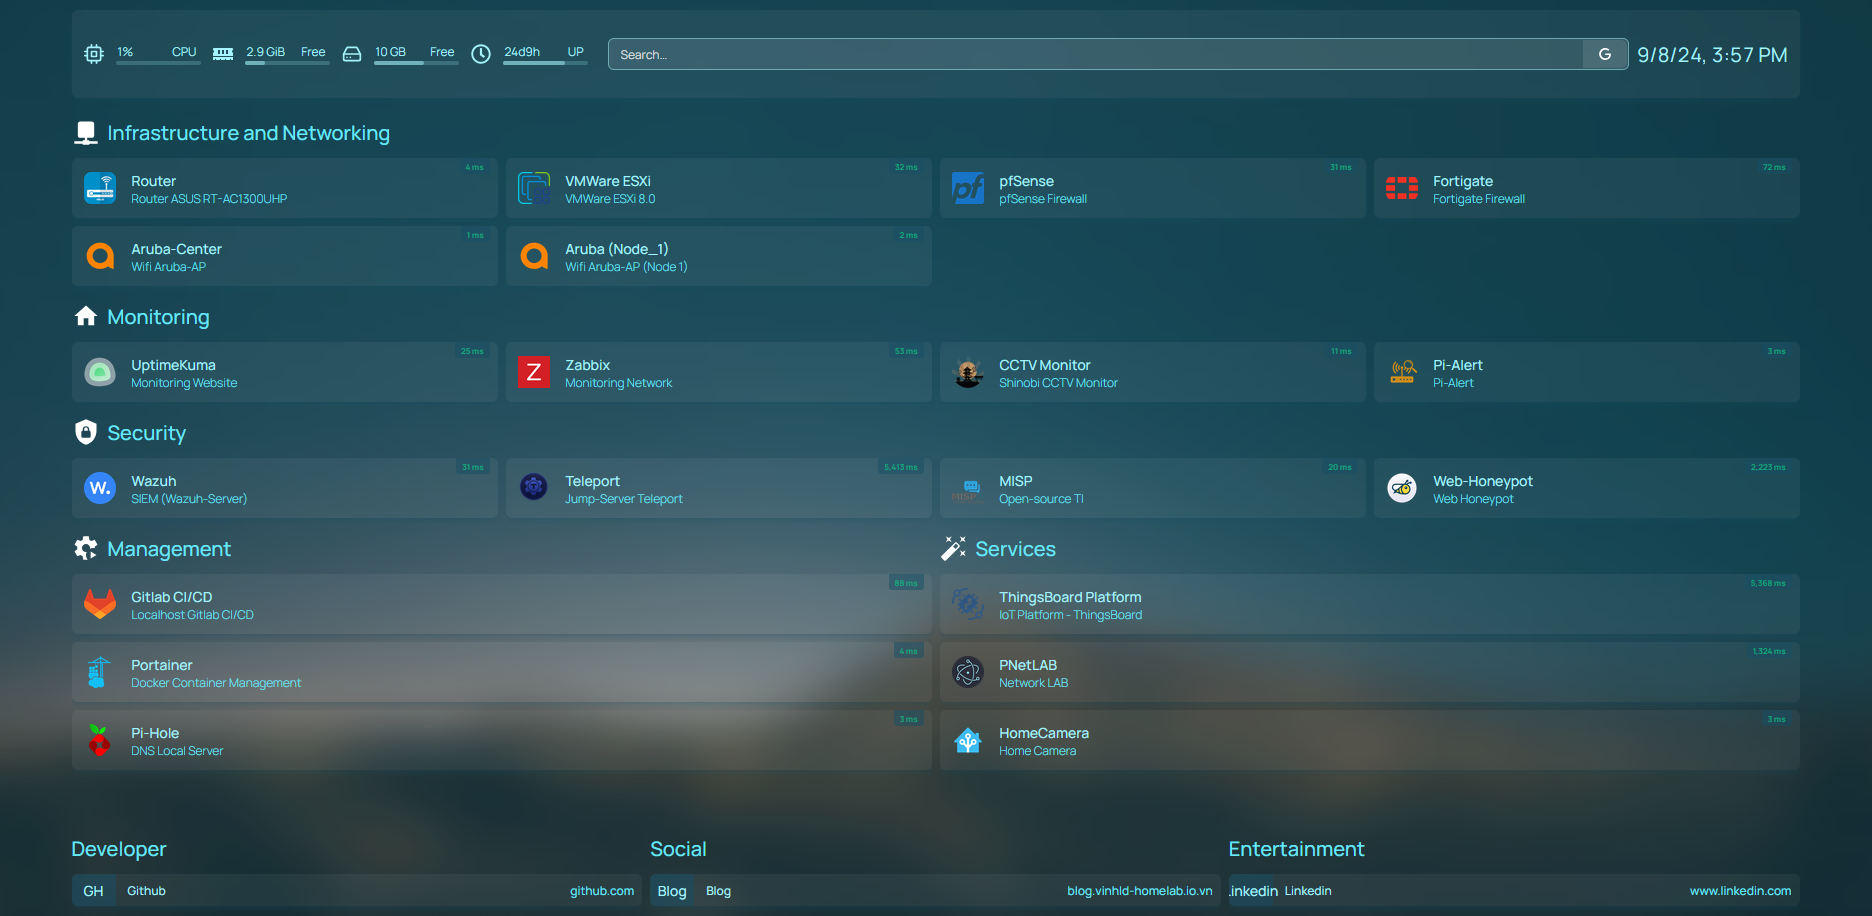 1% CPU 2.9 GiB Free 10 GB Free 24d9h UP Search... G 9/8/24, 3:57 PM
Infrastructure and Networking
4 ms
Router
Router ASUS RT-AC1300UHP
32 ms
VMWare ESXi
VMWare ESXi 8.0
31 ms
pf
pfSense
pfSense Firewall
72 ms
Fortigate
Fortigate Firewall
1 ms
Aruba-Center
Wifi Aruba-AP
2 ms
Aruba (Node_1)
Wifi Aruba-AP (Node 1)
Monitoring
25 ms
UptimeKuma
Monitoring Website
53 ms
Z
Zabbix
Monitoring Network
11 ms
CCTV Monitor
Shinobi CCTV Monitor
3 ms
Pi-Alert
Pi-Alert
Security
31 ms
W.
Wazuh
SIEM (Wazuh-Server)
5,413 ms
Teleport
Jump-Server Teleport
20 ms
MISP
MISP
Open-source TI
2,223 ms
Web-Honeypot
Web Honeypot
Management
88 ms
Gitlab CI/CD
Localhost Gitlab CI/CD
4 ms
Portainer
Docker Container Management
3 ms
Pi-Hole
DNS Local Server
Services
5,368 ms
ThingsBoard Platform
IoT Platform - ThingsBoard
1,324 ms
PNetLAB
Network LAB
3 ms
HomeCamera
Home Camera
Developer
GH Github github.com
Social
Blog Blog blog.vinhld-homelab.io.vn
Entertainment
inkedin Linkedin www.linkedin.com